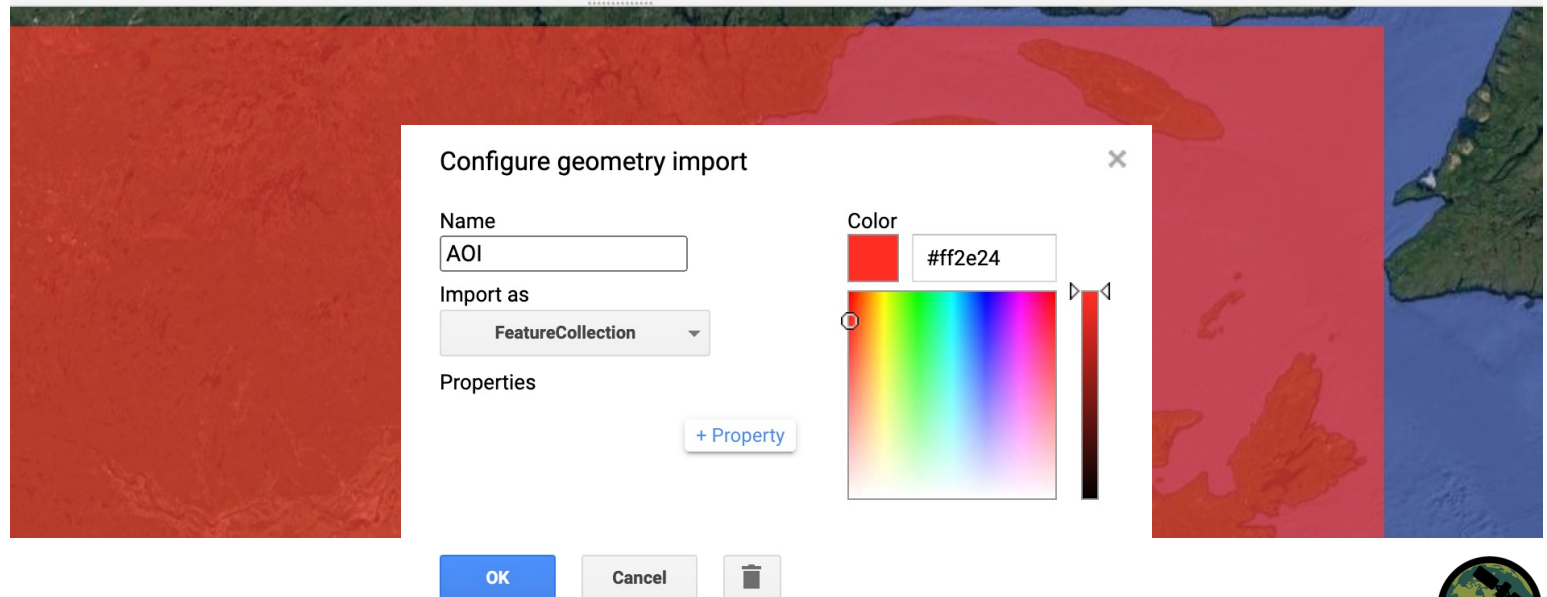 Configure geometry import
Name
Color
AOI
#ff2e24
Import as
FeatureCollection
Properties
+ Property
OK
Cancel